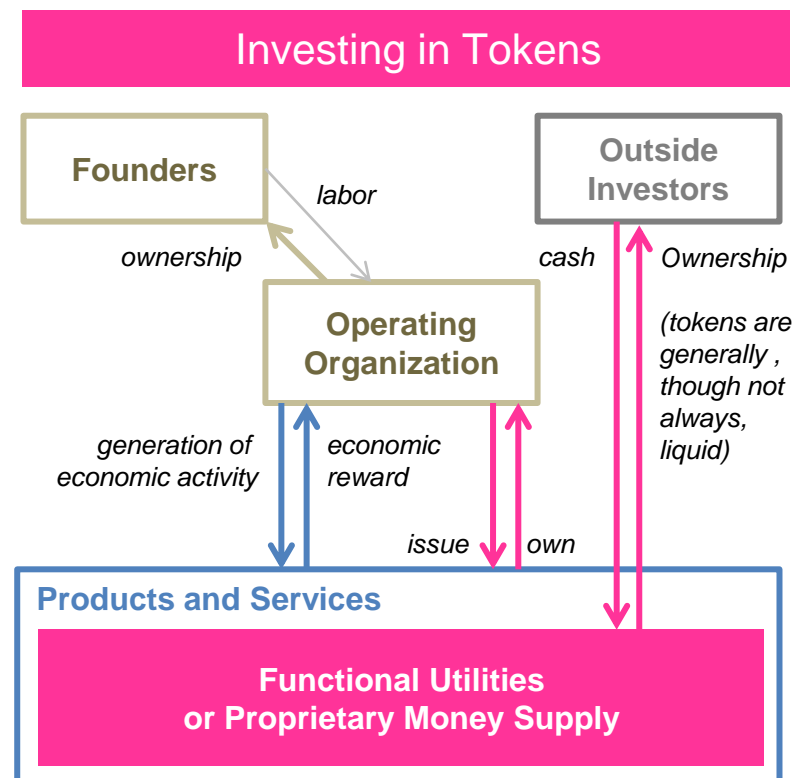 Investing in Tokens
Founders
Outside
Investors
labor
ownership
cash
Ownership
(tokens are
generally ,
though not
always,
liquid)
Operating
Organization
generation of
economic activity
economic
reward
issue
own
Products and Services
Functional Utilities
or Proprietary Money Supply